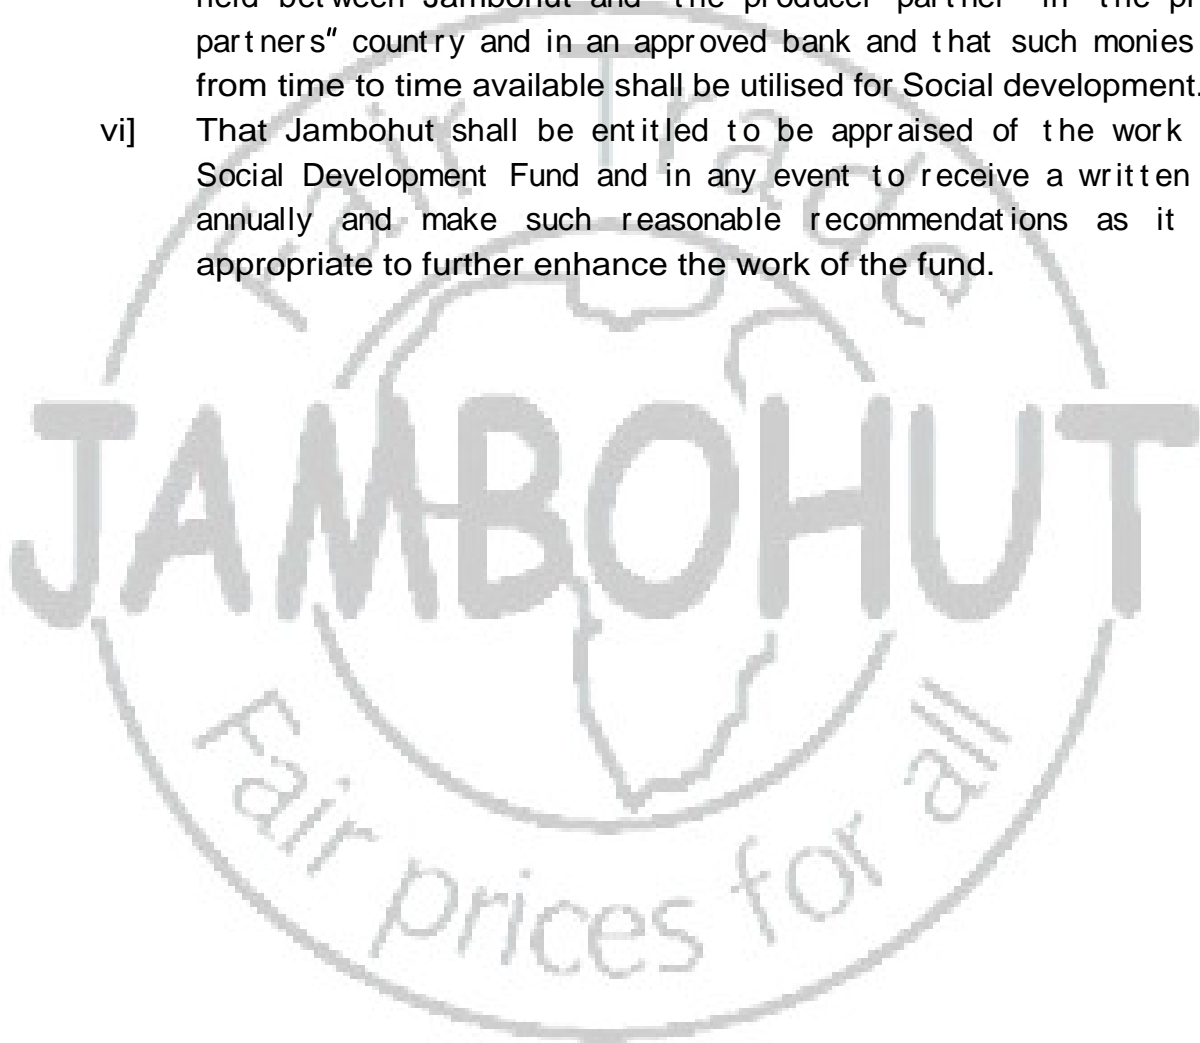 held between Jambohut and "the producer partner" in "the
partners" country and in an approved bank and that such monies
from time to time available shall be utilised for Social development.
vi] That Jambohut shall be entitled to be appraised of the work
Social Development Fund and in any event to receive a written
annually and make such reasonable recommendations as it
appropriate to further enhance the work of the fund.
Fair Trade
JAMBOHUT
Fair prices for all